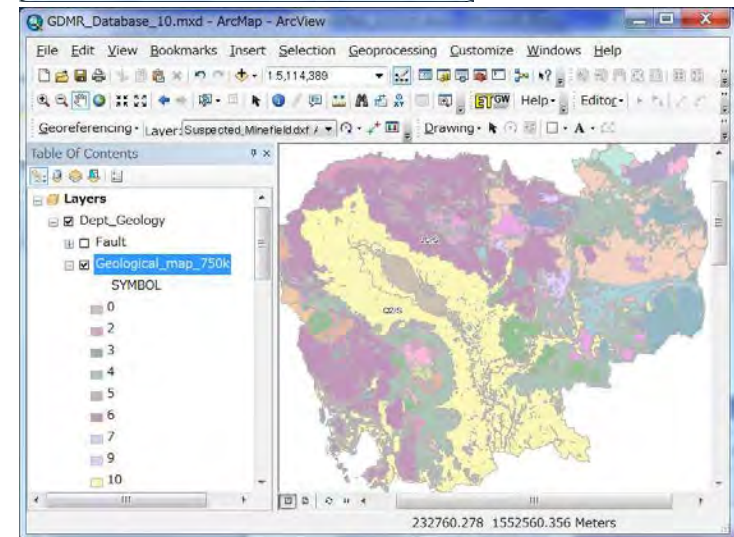 GDMR_Database_10.mxd - ArcMap - ArcView
File Edit View Bookmarks Insert Selection Geoprocessing Customize Windows Help
1:5,114,389
ET GW Help Editor
Georeferencing Layer: Suspected_Minefield.dxf Drawing A
Table Of Contents
Layers
Dept_Geology
Fault
Geological_map_750k
SYMBOL
0
2
3
4
5
6
7
9
10
232760.278 1552560.356 Meters